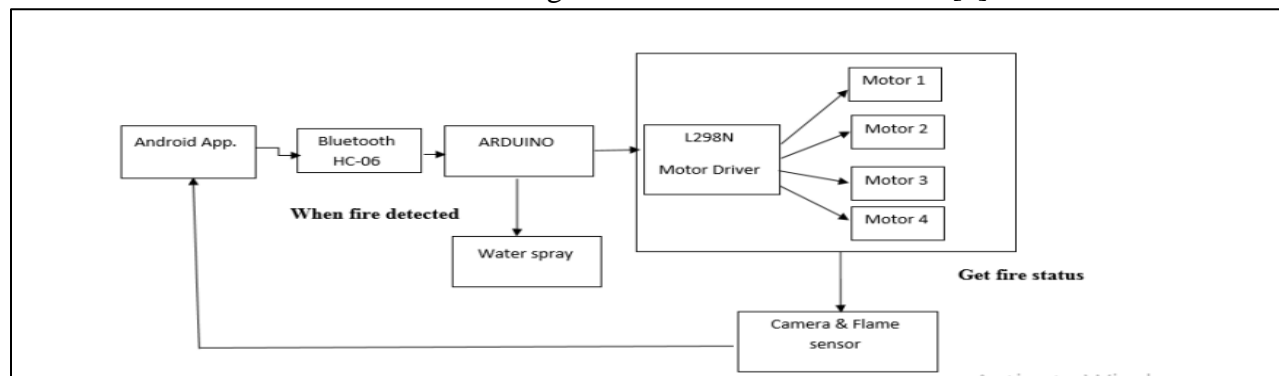 Android App.
Bluetooth
HC-06
ARDUINO
L298N
Motor Driver
Motor 1
Motor 2
Motor 3
Motor 4
When fire detected
Water spray
Get fire status
Camera & Flame
sensor